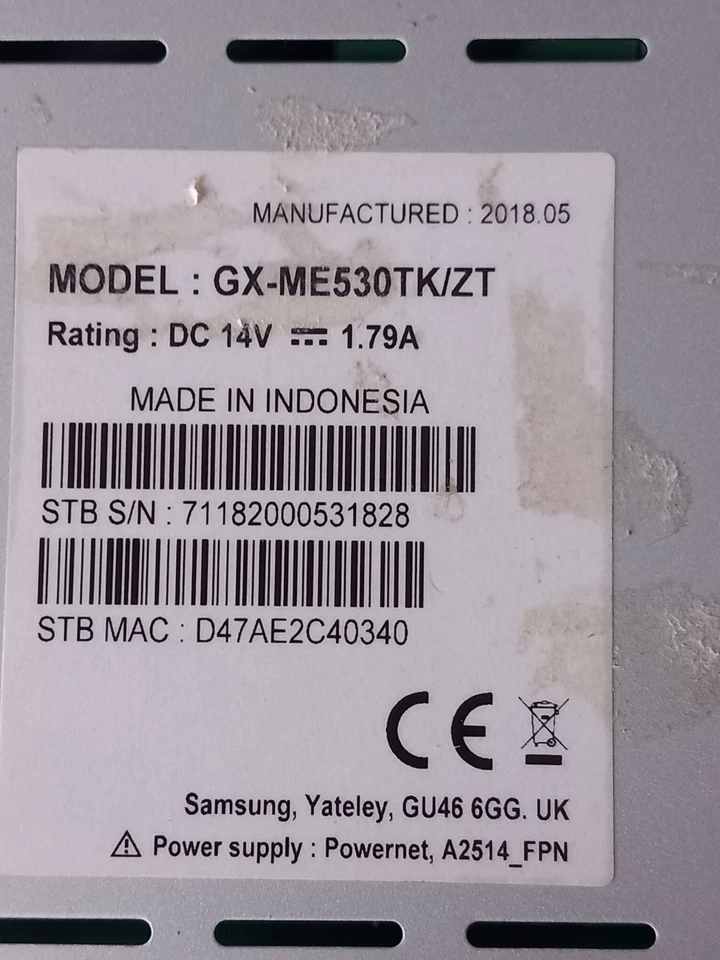 MANUFACTURED : 2018.05
MODEL : GX-ME530TK/ZT
Rating : DC 14V ⎓ 1.79A
MADE IN INDONESIA
STB S/N : 71182000531828
STB MAC : D47AE2C40340
CE
Samsung, Yateley, GU46 6GG. UK
⚠ Power supply : Powernet, A2514_FPN